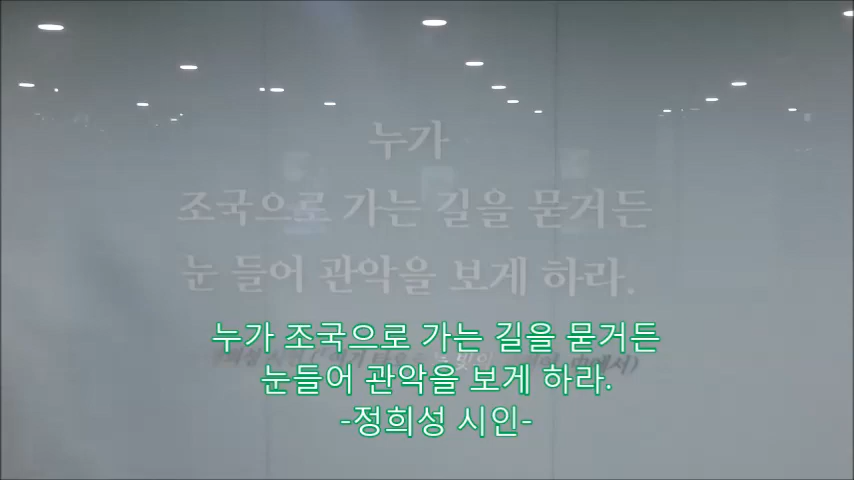 누가
조국으로 가는 길을 묻거든
눈 들어 관악을 보게 하라.
누가 조국으로 가는 길을 묻거든
눈들어 관악을 보게 하라.
-정희성 시인-